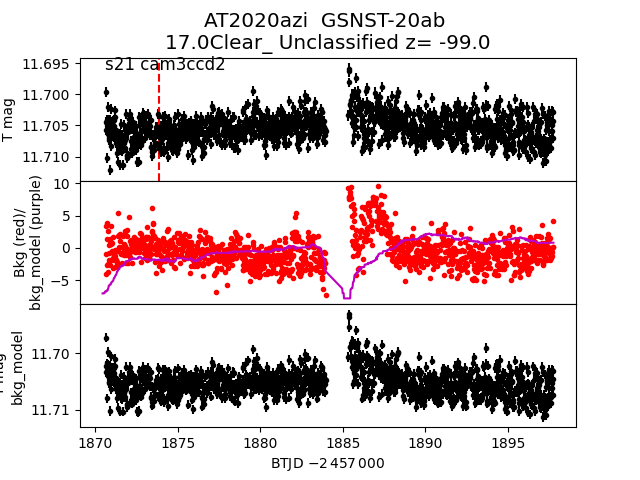 AT2020azi  GSNST-20ab
17.0Clear_ Unclassified z= -99.0
s21 cam3ccd2
11.695
11.700
11.705
11.710
T mag
10
5
0
−5
Bkg (red)/
bkg_model (purple)
11.70
11.71
bkg_model
1870
1875
1880
1885
1890
1895
BTJD −2 457 000